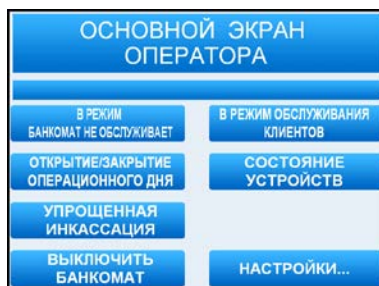 ОСНОВНОЙ ЭКРАН
ОПЕРАТОРА
В РЕЖИМ
БАНКОМАТ НЕ ОБСЛУЖИВАЕТ
В РЕЖИМ ОБСЛУЖИВАНИЯ
КЛИЕНТОВ
ОТКРЫТИЕ/ЗАКРЫТИЕ
ОПЕРАЦИОННОГО ДНЯ
СОСТОЯНИЕ
УСТРОЙСТВ
УПРОЩЕННАЯ
ИНКАССАЦИЯ
ВЫКЛЮЧИТЬ
БАНКОМАТ
НАСТРОЙКИ...